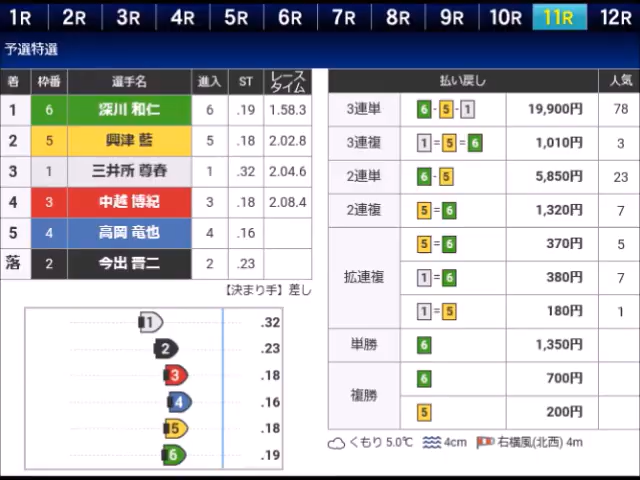 1R 2R 3R 4R 5R 6R 7R 8R 9R 10R 11R 12R
予選特選
着 枠番 選手名 進入 ST レースタイム
1 6 深川 和仁 6 .19 1.58.3
2 5 興津 藍 5 .18 2.02.8
3 1 三井所 尊春 1 .32 2.04.6
4 3 中越 博紀 3 .18 2.08.4
5 4 高岡 竜也 4 .16
落 2 今出 晋二 2 .23
【決まり手】差し
1 .32
2 .23
3 .18
4 .16
5 .18
6 .19
払い戻し 人気
3連単 6-5-1 19,900円 78
3連複 1=5=6 1,010円 3
2連単 6-5 5,850円 23
2連複 5=6 1,320円 7
拡連複 5=6 370円 5
1=6 380円 7
1=5 180円 1
単勝 6 1,350円
複勝 6 700円
5 200円
くもり 5.0℃ 4cm 右横風(北西) 4m